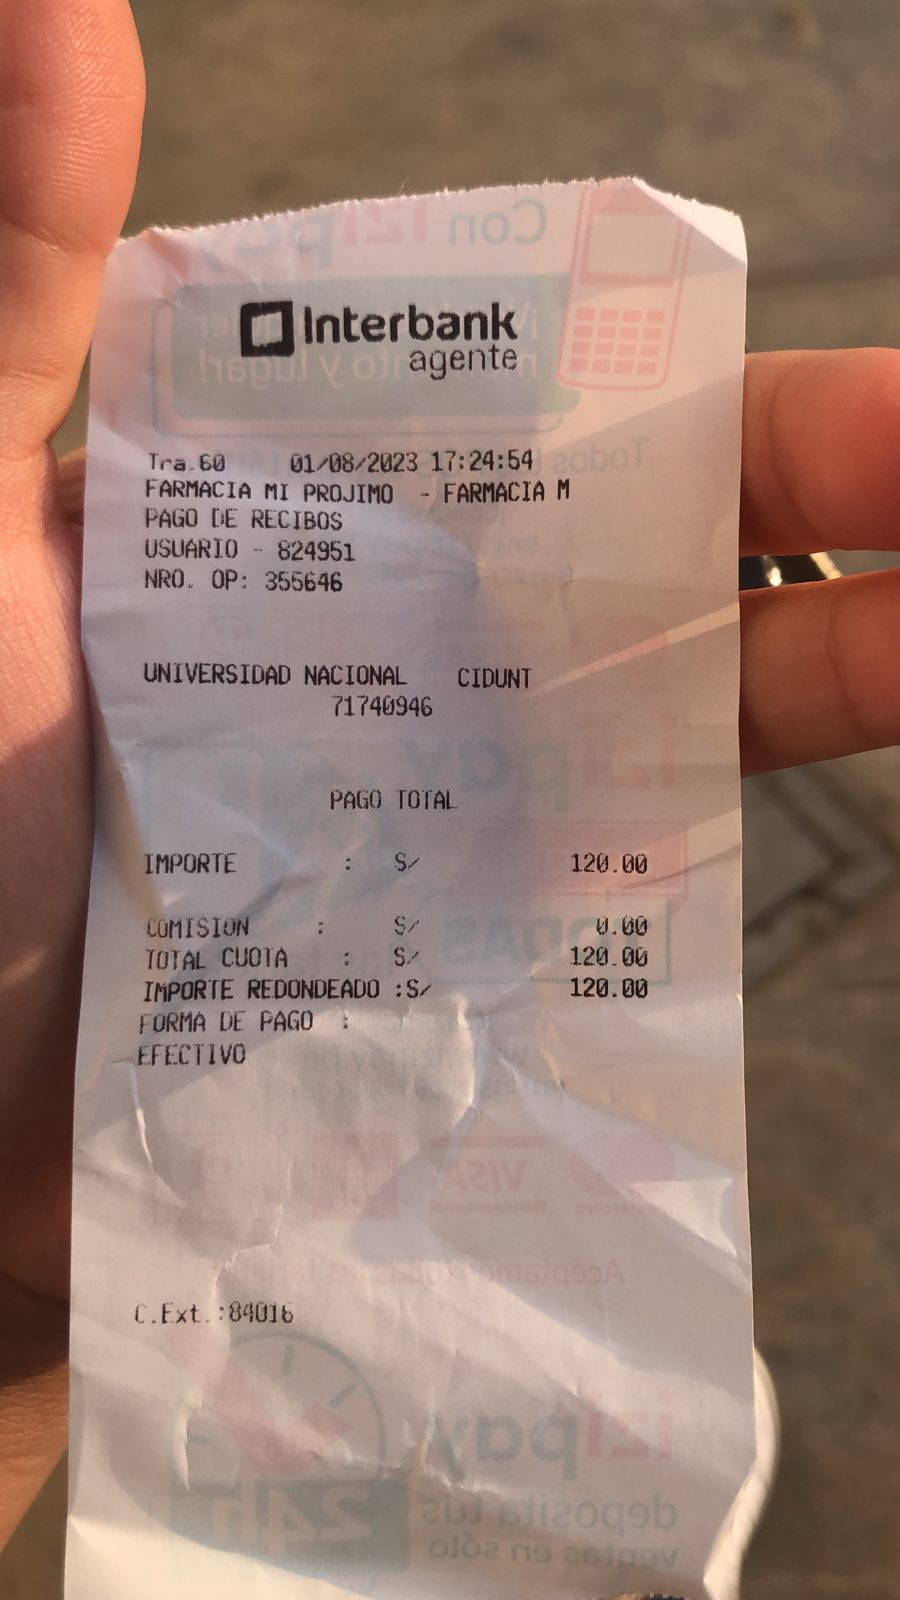 Interbank
agente
Tra.60 01/08/2023 17:24:54
FARMACIA MI PROJIMO - FARMACIA M
PAGO DE RECIBOS
USUARIO - 824951
NRO. OP: 355646
UNIVERSIDAD NACIONAL CIDUNT
71740946
PAGO TOTAL
IMPORTE : S/ 120.00
COMISION : S/ 0.00
TOTAL CUOTA : S/ 120.00
IMPORTE REDONDEADO :S/ 120.00
FORMA DE PAGO :
EFECTIVO
C.Ext.:84016